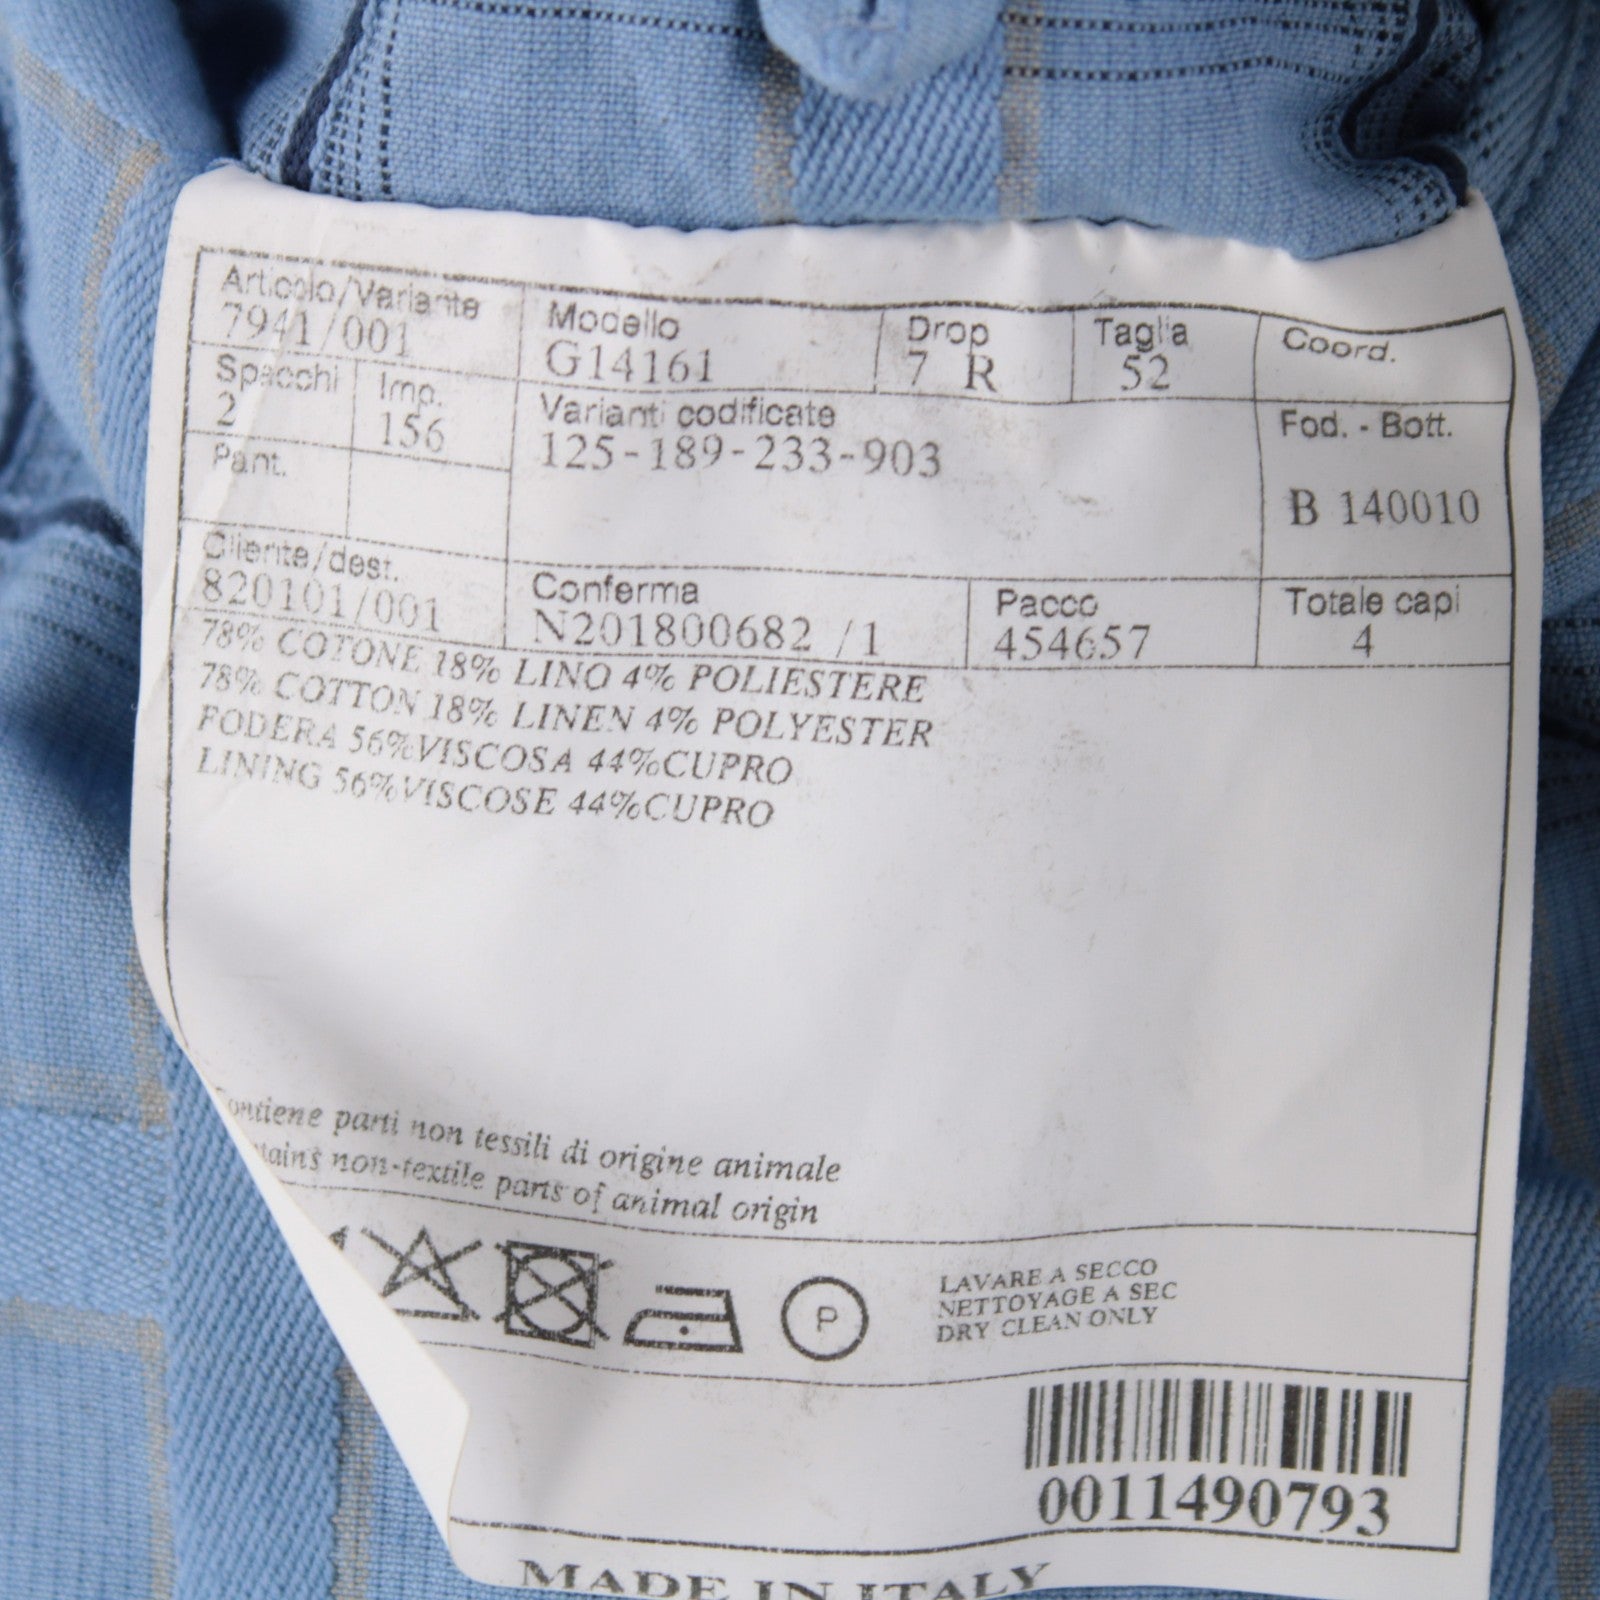 Articolo/Variante Modello Drop Taglia Coord.
7941/001 G14161 7 R 52
Spacchi Imp. Varianti codificate Fod. - Bott.
2 156 125-189-233-903
Pant. B 140010
Cliente/dest. Conferma Pacco Totale capi
820101/001 N201800682 /1 454657 4
78% COTONE 18% LINO 4% POLIESTERE
78% COTTON 18% LINEN 4% POLYESTER
FODERA 56%VISCOSA 44%CUPRO
LINING 56%VISCOSE 44%CUPRO
Contiene parti non tessili di origine animale
non-textile parts of animal origin
P
LAVARE A SECCO
NETTOYAGE A SEC
DRY CLEAN ONLY
0011490793
MADE IN ITALY